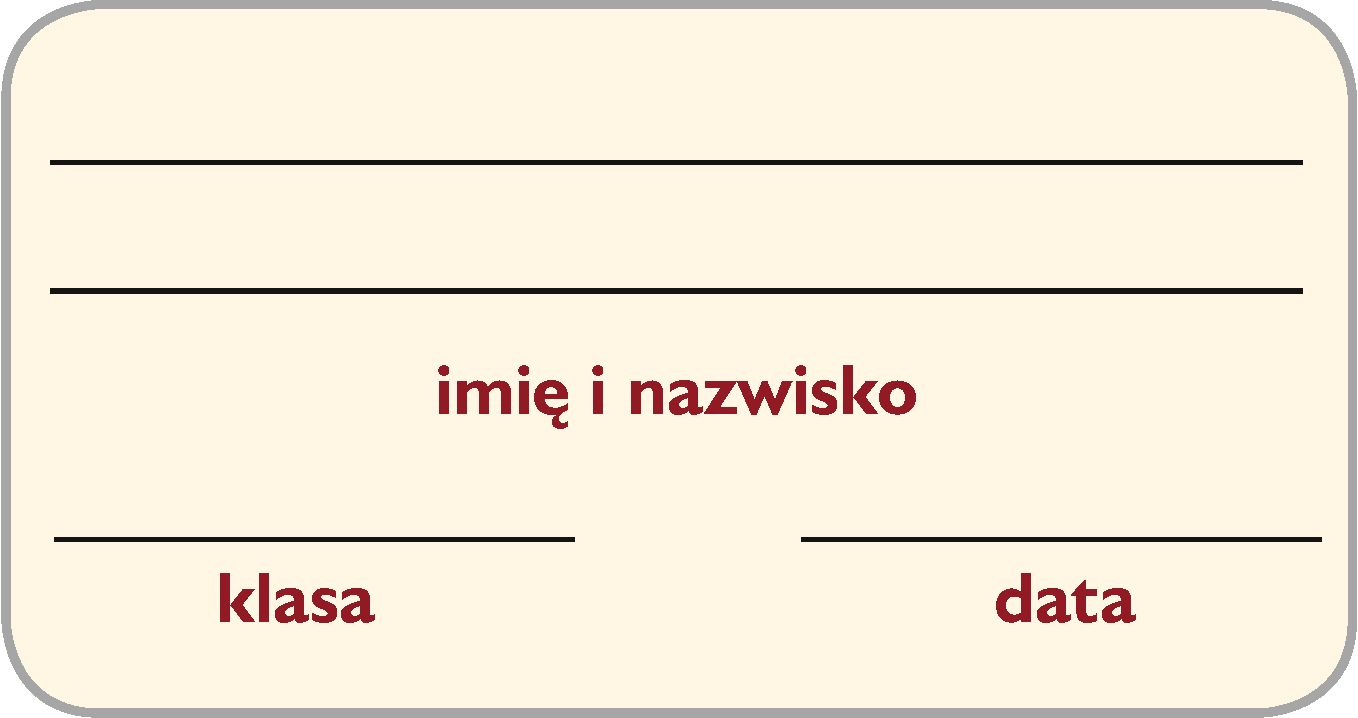 imię i nazwisko
klasa
data